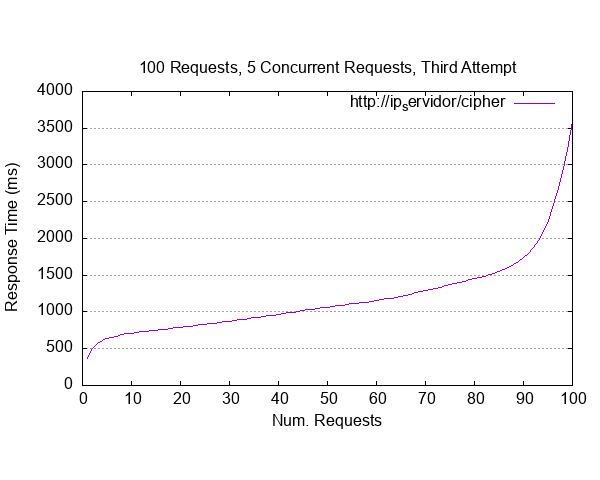 100 Requests, 5 Concurrent Requests, Third Attempt
http://ip_servidor/cipher
4000
3500
3000
2500
2000
1500
1000
500
0
Response Time (ms)
0 10 20 30 40 50 60 70 80 90 100
Num. Requests